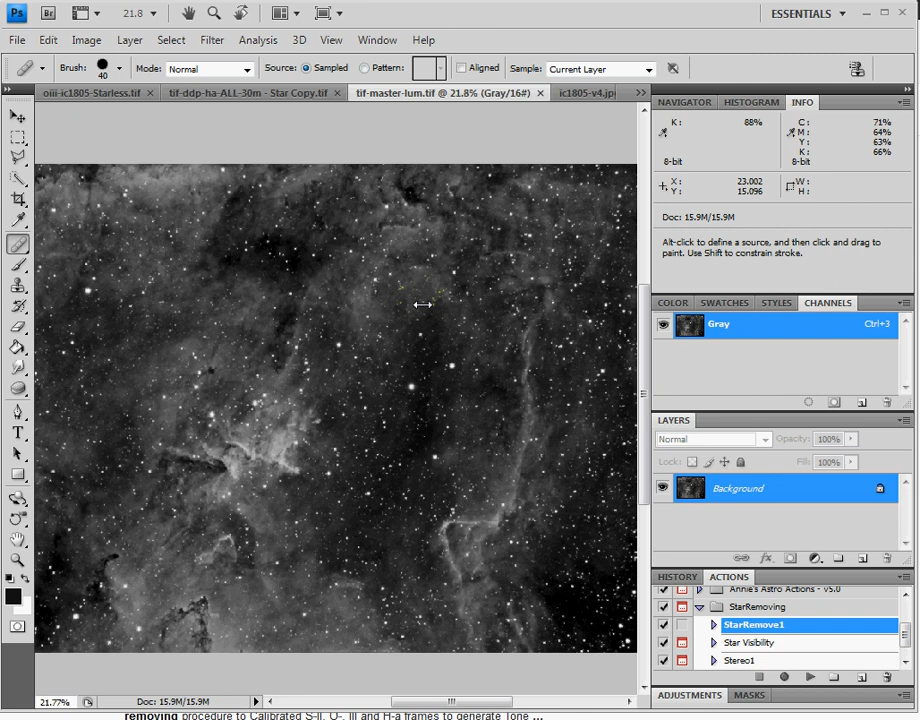 Ps Br 21.8 ESSENTIALS
File Edit Image Layer Select Filter Analysis 3D View Window Help
Brush: 40 Mode: Normal Source: Sampled Pattern: Aligned Sample: Current Layer
oiii-ic1805-Starless.tif × tif-ddp-ha-ALL-30m - Star Copy.tif × tif-master-lum.tif @ 21.8% (Gray/16#) × ic1805-v4.jp
NAVIGATOR HISTOGRAM INFO
K: 88% C: 71%
M: 64%
Y: 63%
K: 66%
8-bit 8-bit
X: 23.002 W:
Y: 15.096 H:
Doc: 15.9M/15.9M
Alt-click to define a source, and then click and drag to
paint. Use Shift to constrain stroke.
COLOR SWATCHES STYLES CHANNELS
Gray Ctrl+3
LAYERS
Normal Opacity: 100%
Lock: Fill: 100%
Background
HISTORY ACTIONS
Annie's Astro Actions - v5.0
StarRemoving
StarRemove1
Star Visibility
Stereo1
ADJUSTMENTS MASKS
21.77% Doc: 15.9M/15.9M
removing procedure to Calibrated S-II, O-, III and H-a frames to generate Tone ...